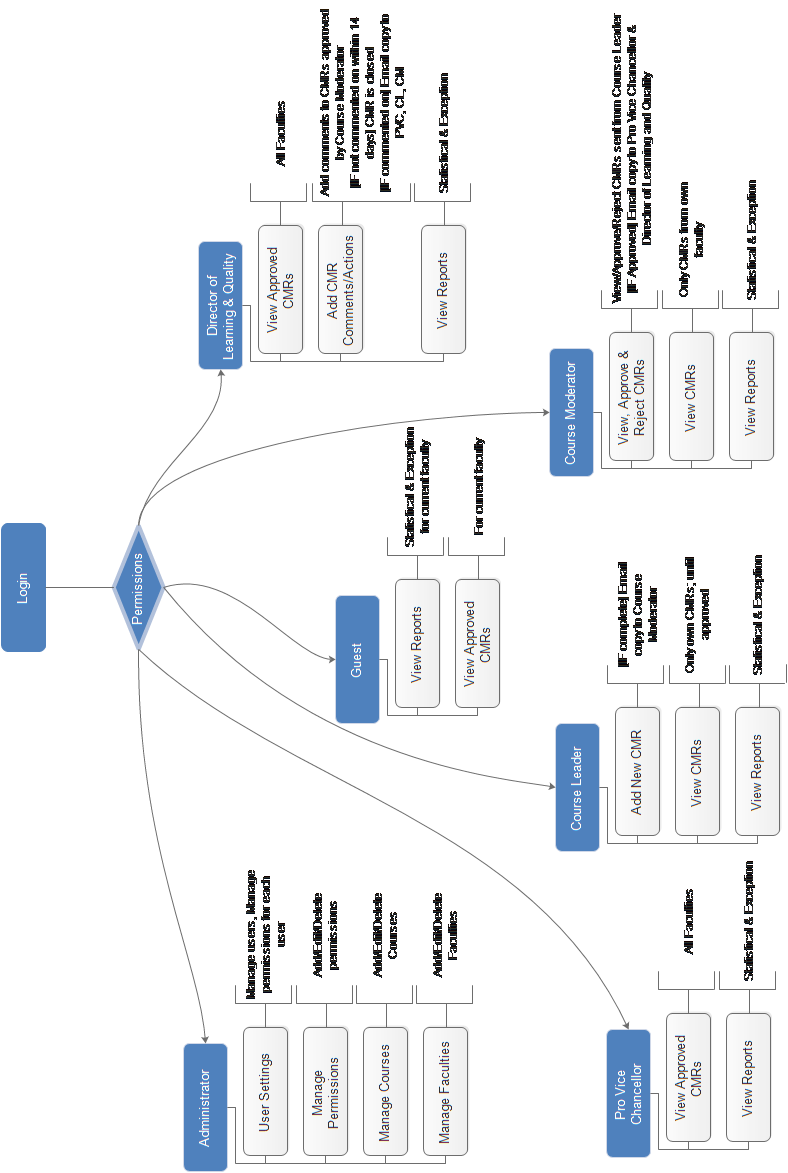 Login
Permissions
Administrator
User Settings
Manage users, Manage
permissions for each
user
Manage
Permissions
Add/Edit/Delete
permissions
Manage Courses
Add/Edit/Delete
Courses
Manage Faculties
Add/Edit/Delete
Faculties
Pro Vice
Chancellor
View Approved
CMRs
All Faculties
View Reports
Statistical & Exception
Course Leader
Add New CMR
[IF complete] Email
copy to Course
Moderator
View CMRs
Only own CMRs; until
approved
View Reports
Statistical & Exception
Guest
View Reports
Statistical & Exception
for current faculty
View Approved
CMRs
For current faculty
Course Moderator
View, Approve &
Reject CMRs
View/Approve/Reject CMRs sent from Course Leader
[IF Approved] Email copy to Pro Vice Chancellor &
Director of Learning and Quality
View CMRs
Only CMRs from own
faculty
View Reports
Statistical & Exception
Director of
Learning & Quality
View Approved
CMRs
All Faculties
Add CMR
Comments/Actions
Add comments to CMRs approved
by Course Moderator
[IF not commented on within 14
days] CMR is closed
[IF commented on] Email copy to
PVC, CL, CM
View Reports
Statistical & Exception